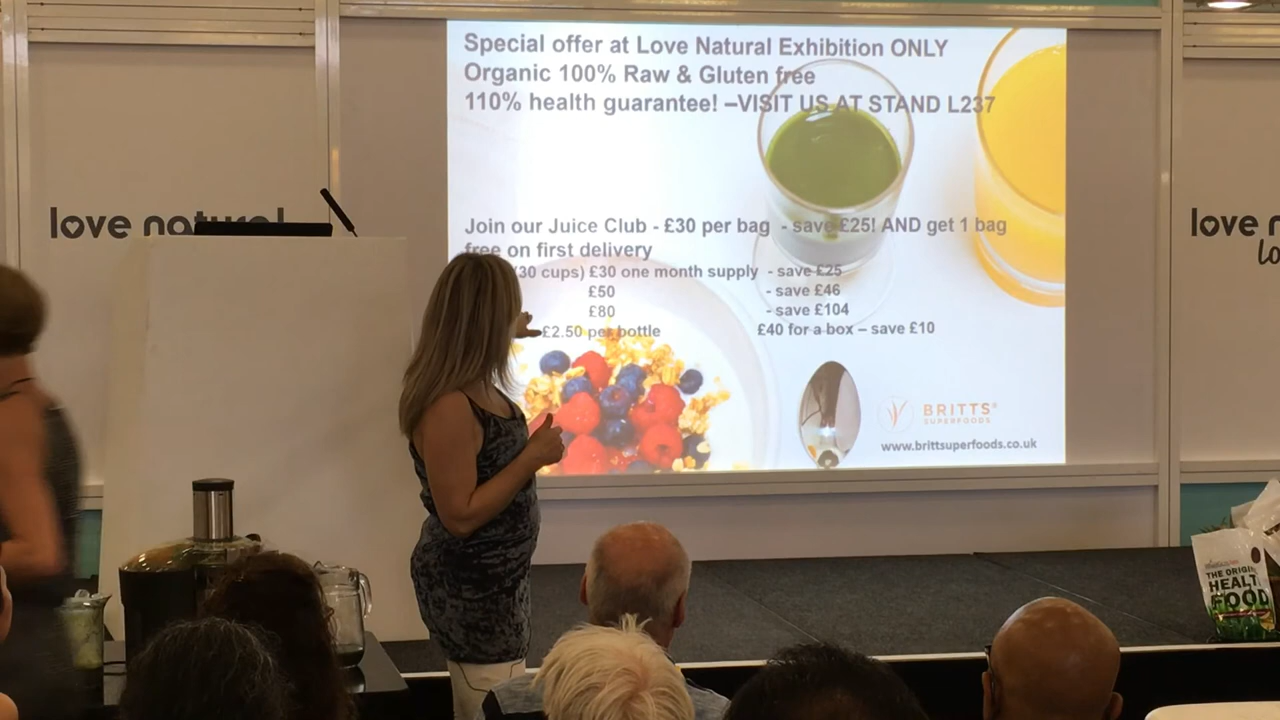 Special offer at Love Natural Exhibition ONLY
Organic 100% Raw & Gluten free
110% health guarantee! –VISIT US AT STAND L237
love natural
love
Join our Juice Club - £30 per bag - save £25! AND get 1 bag
free on first delivery
(30 cups) £30 one month supply - save £25
£50 - save £46
£80 - save £104
£2.50 per bottle £40 for a box – save £10
BRITTS®
SUPERFOODS
www.brittsuperfoods.co.uk
THE ORIGINAL
HEALTH
FOOD